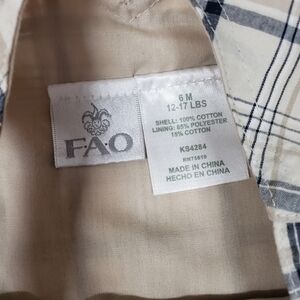 FAO
6 M
12-17 LBS
SHELL: 100% COTTON
LINING: 85% POLYESTER
15% COTTON
KS4284
RN75819
MADE IN CHINA
HECHO EN CHINA